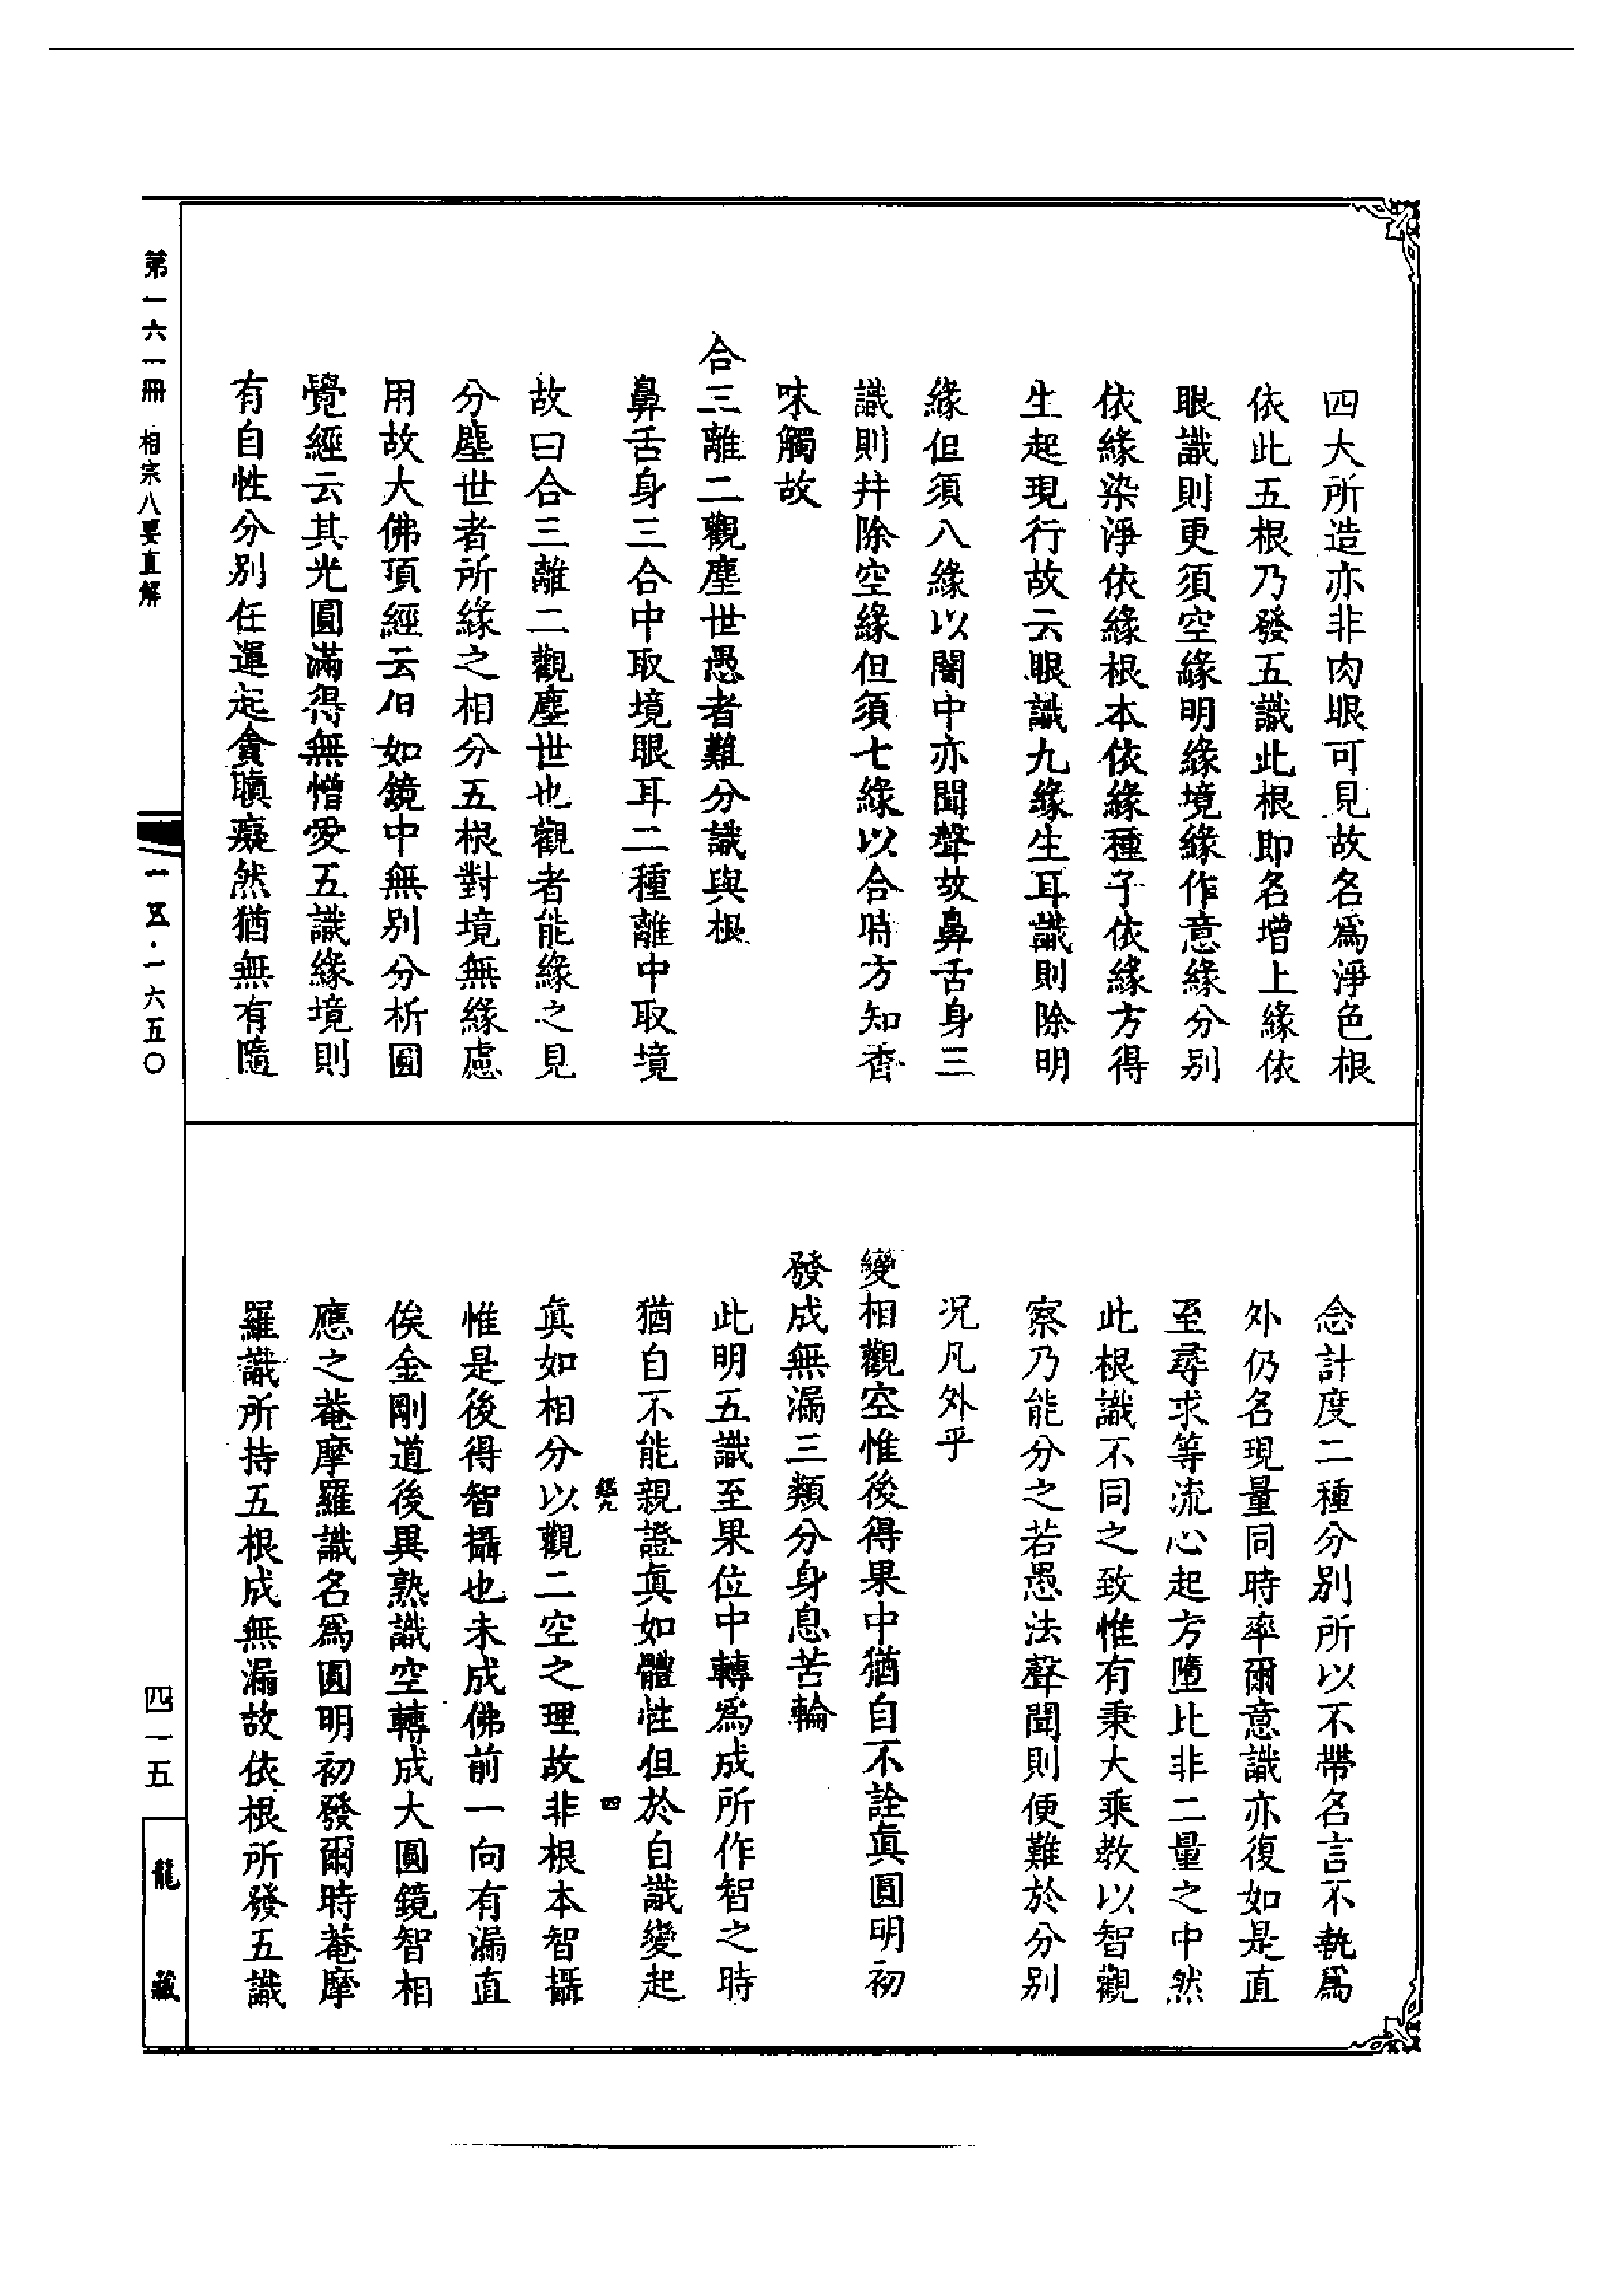 四大所造亦非肉眼可見故名爲淨色根
依此五根乃發五識此根即名增上緣依
眼識則更須空緣明緣境緣作意緣分别
依緣染淨依緣根本依緣種子依緣方得
生起現行故云眼識九緣生耳識則除明
緣但須八緣以闇中亦聞聲故鼻舌身三
識則并除空緣但須七緣以合時方知香
味觸故
合三離二觀塵世愚者難分識與根
鼻舌身三合中取境眼耳二種離中取境
故曰合三離二觀塵世也觀者能緣之見
分塵世者所緣之相分五根對境無緣慮
用故大佛頂經云但如鏡中無別分析圓
覺經云其光圓滿得無憎愛五識緣境則
有自性分別任運起貪瞋癡然猶無有隨
念計度二種分别所以不帶名言不執爲
外仍名現量同時率爾意識亦復如是直
至尋求等流心起方墮比非二量之中然
此根識不同之致惟有秉大乘教以智觀
察乃能分之若愚法聲聞則便難於分别
况凡外乎
變相觀空惟後得果中猶自不詮眞圓明初
發成無漏三類分身息苦輪
此明五識至果位中轉爲成所作智之時
猶自不能親證眞如體性但於自識變起
眞如相分以觀二空之理故非根本智攝
惟是後得智攝也未成佛前一向有漏直
俟金剛道後異熟識空轉成大圓鏡智相
應之菴摩羅識名爲圓明初發爾時菴摩
羅識所持五根成無漏故依根所發五識
四
第一六一冊 相宗八要直解
一五·一六五〇
四一五
龍藏